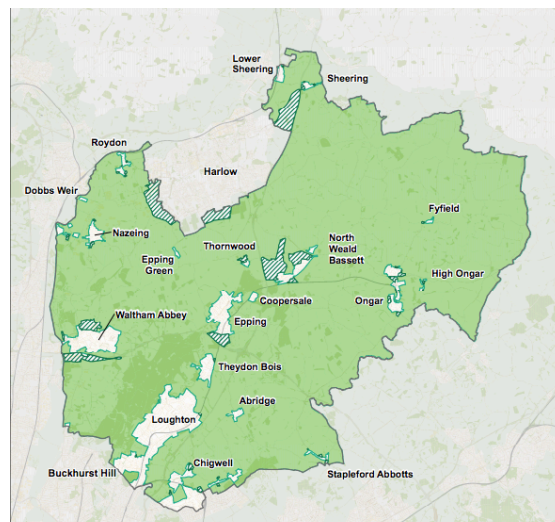 Lower
Sheering
Sheering
Roydon
Harlow
Dobbs Weir
Fyfield
Nazeing
Thornwood
North
Weald
Bassett
Epping
Green
High Ongar
Coopersale
Ongar
Waltham Abbey
Epping
Theydon Bois
Abridge
Loughton
Chigwell
Buckhurst Hill
Stapleford Abbotts